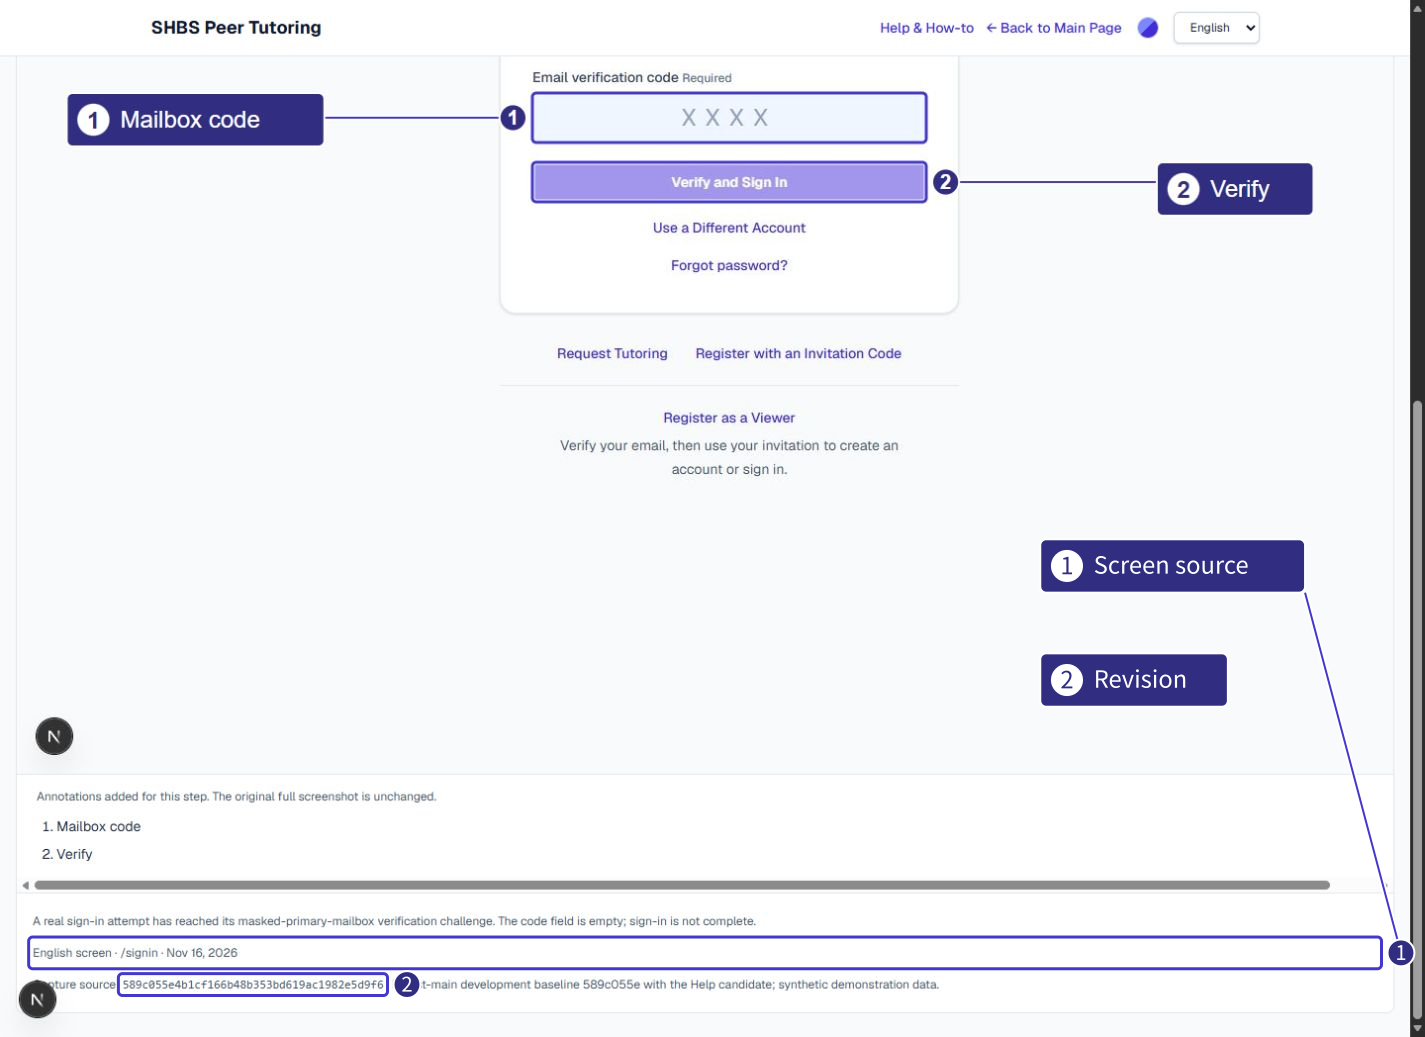 SHBS Peer Tutoring
Help & How-to
← Back to Main Page
English
Email verification code Required
1 Mailbox code
1
X X X X
Verify and Sign In
2
2 Verify
Use a Different Account
Forgot password?
Request Tutoring
Register with an Invitation Code
Register as a Viewer
Verify your email, then use your invitation to create an
account or sign in.
1 Screen source
2 Revision
N
Annotations added for this step. The original full screenshot is unchanged.
1. Mailbox code
2. Verify
A real sign-in attempt has reached its masked-primary-mailbox verification challenge. The code field is empty; sign-in is not complete.
English screen · /signin · Nov 16, 2026
1
N
pture source 589c055e4b1cf166b48b353bd619ac1982e5d9f6 2 t-main development baseline 589c055e with the Help candidate; synthetic demonstration data.